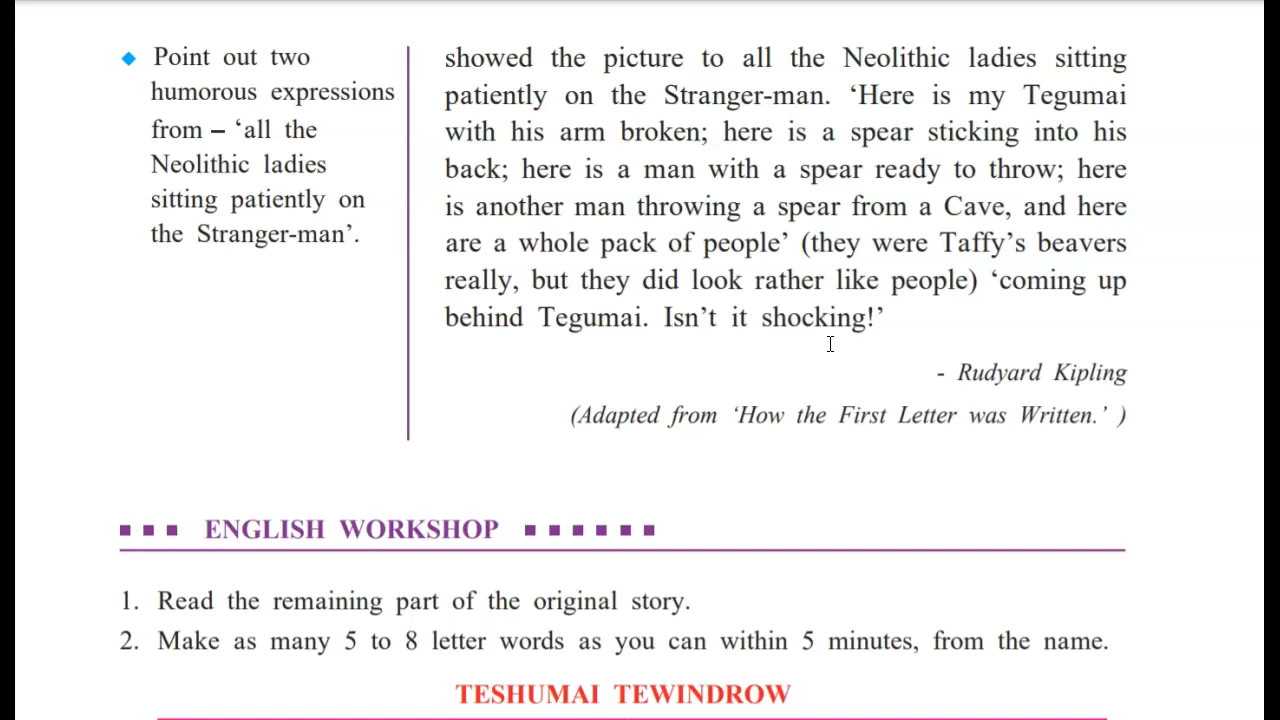 ◆ Point out two
humorous expressions
from – ‘all the
Neolithic ladies
sitting patiently on
the Stranger-man’.
showed the picture to all the Neolithic ladies sitting
patiently on the Stranger-man. ‘Here is my Tegumai
with his arm broken; here is a spear sticking into his
back; here is a man with a spear ready to throw; here
is another man throwing a spear from a Cave, and here
are a whole pack of people’ (they were Taffy’s beavers
really, but they did look rather like people) ‘coming up
behind Tegumai. Isn’t it shocking!’
- Rudyard Kipling
(Adapted from ‘How the First Letter was Written.’ )
ENGLISH WORKSHOP
1. Read the remaining part of the original story.
2. Make as many 5 to 8 letter words as you can within 5 minutes, from the name.
TESHUMAI TEWINDROW